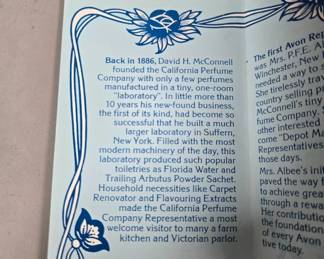 Back in 1886, David H. McConnell
founded the California Perfume
Company with only a few perfumes
manufactured in a tiny, one-room
"laboratory". In little more than
10 years his new-found business,
the first of its kind, had become so
successful that he built a much
larger laboratory in Suffern,
New York. Filled with the most
modern machinery of the day, this
laboratory produced such popular
toiletries as Florida Water and
Trailing Arbutus Powder Sachet.
Household necessities like Carpet
Renovator and Flavouring Extracts
made the California Perfume
Company Representative a most
welcome visitor to many a farm
kitchen and Victorian parlor.
The first Avon
was Mrs. P.F.E.
Winchester, New
needed a way to
She tirelessly
country selling
McConnell's tiny
fume Company.
other interested
come "Depot
Representatives
those days.
Mrs. Albee's
paved the way
to achieve
through a
Her contribution
the foundation
of every Avon
tive today.